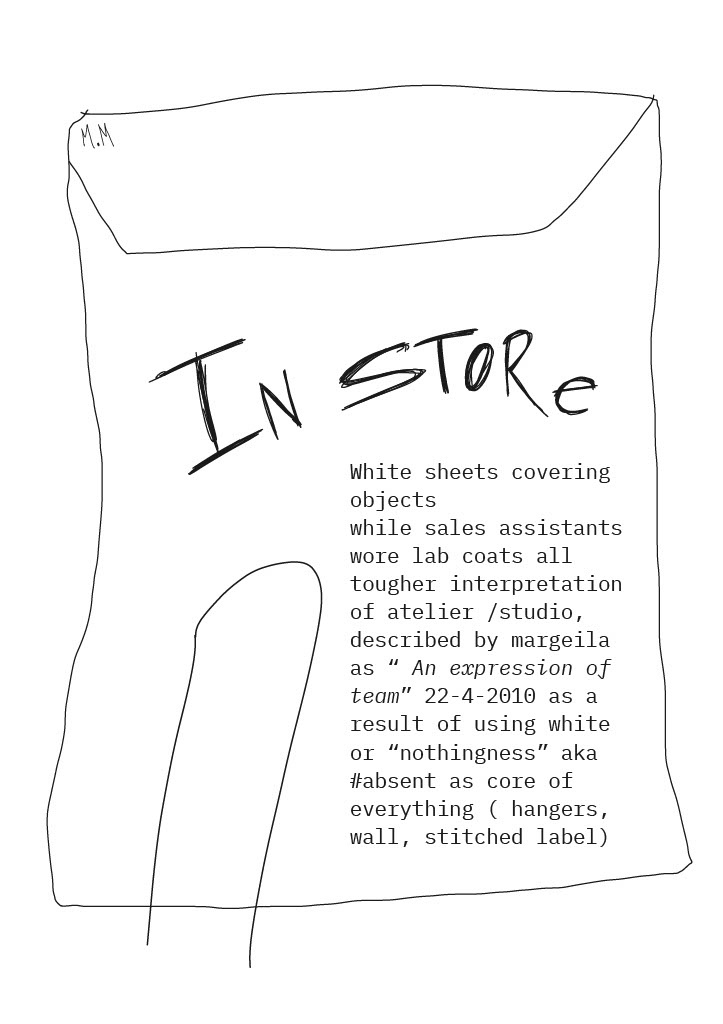 M.M
IN STORe
White sheets covering
objects
while sales assistants
wore lab coats all
tougher interpretation
of atelier /studio,
described by margeila
as “ An expression of
team” 22-4-2010 as a
result of using white
or “nothingness” aka
#absent as core of
everything ( hangers,
wall, stitched label)